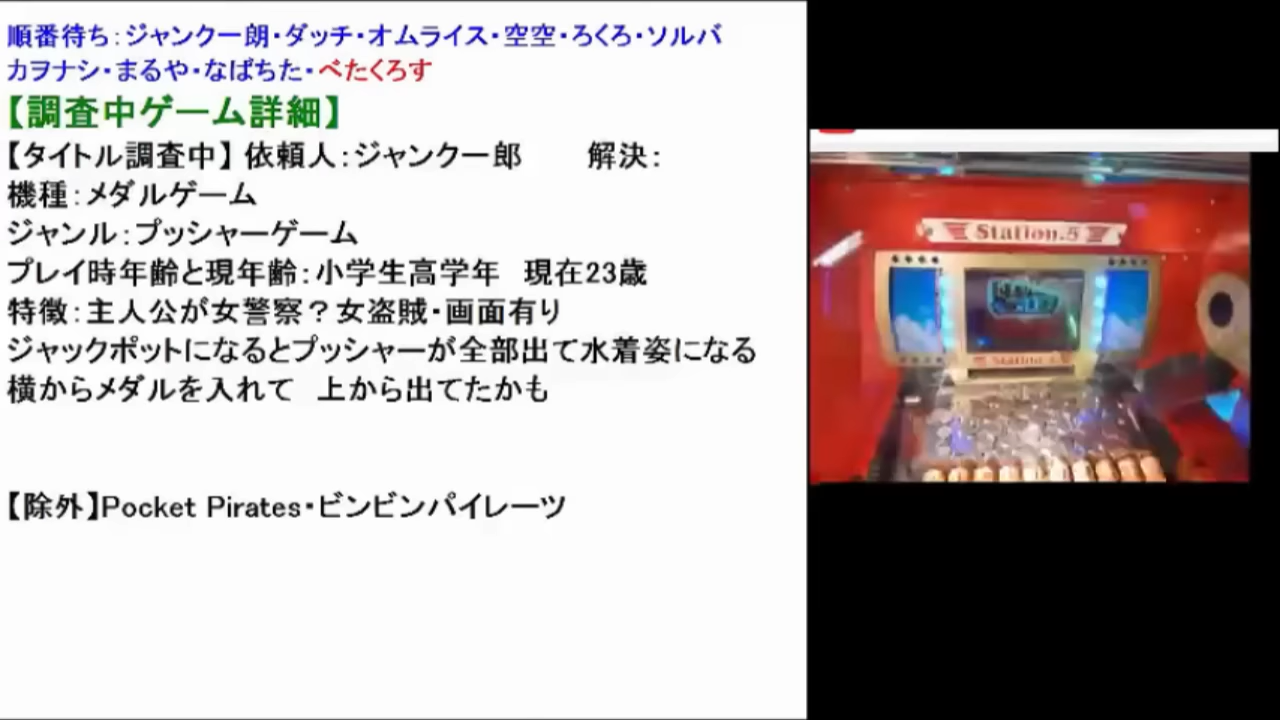 順番待ち：ジャンクー朗・ダッチ・オムライス・空空・ろくろ・ソルバ
カヲナシ・まるや・なばちた・べたくろす
【調査中ゲーム詳細】
【タイトル調査中】 依頼人：ジャンクー郎　　解決：
機種：メダルゲーム
ジャンル：プッシャーゲーム
プレイ時年齢と現年齢：小学生高学年　現在23歳
特徴：主人公が女警察？女盗賊・画面有り
ジャックポットになるとプッシャーが全部出て水着姿になる
横からメダルを入れて　上から出てたかも
【除外】Pocket Pirates・ビンビンパイレーツ
Station.5